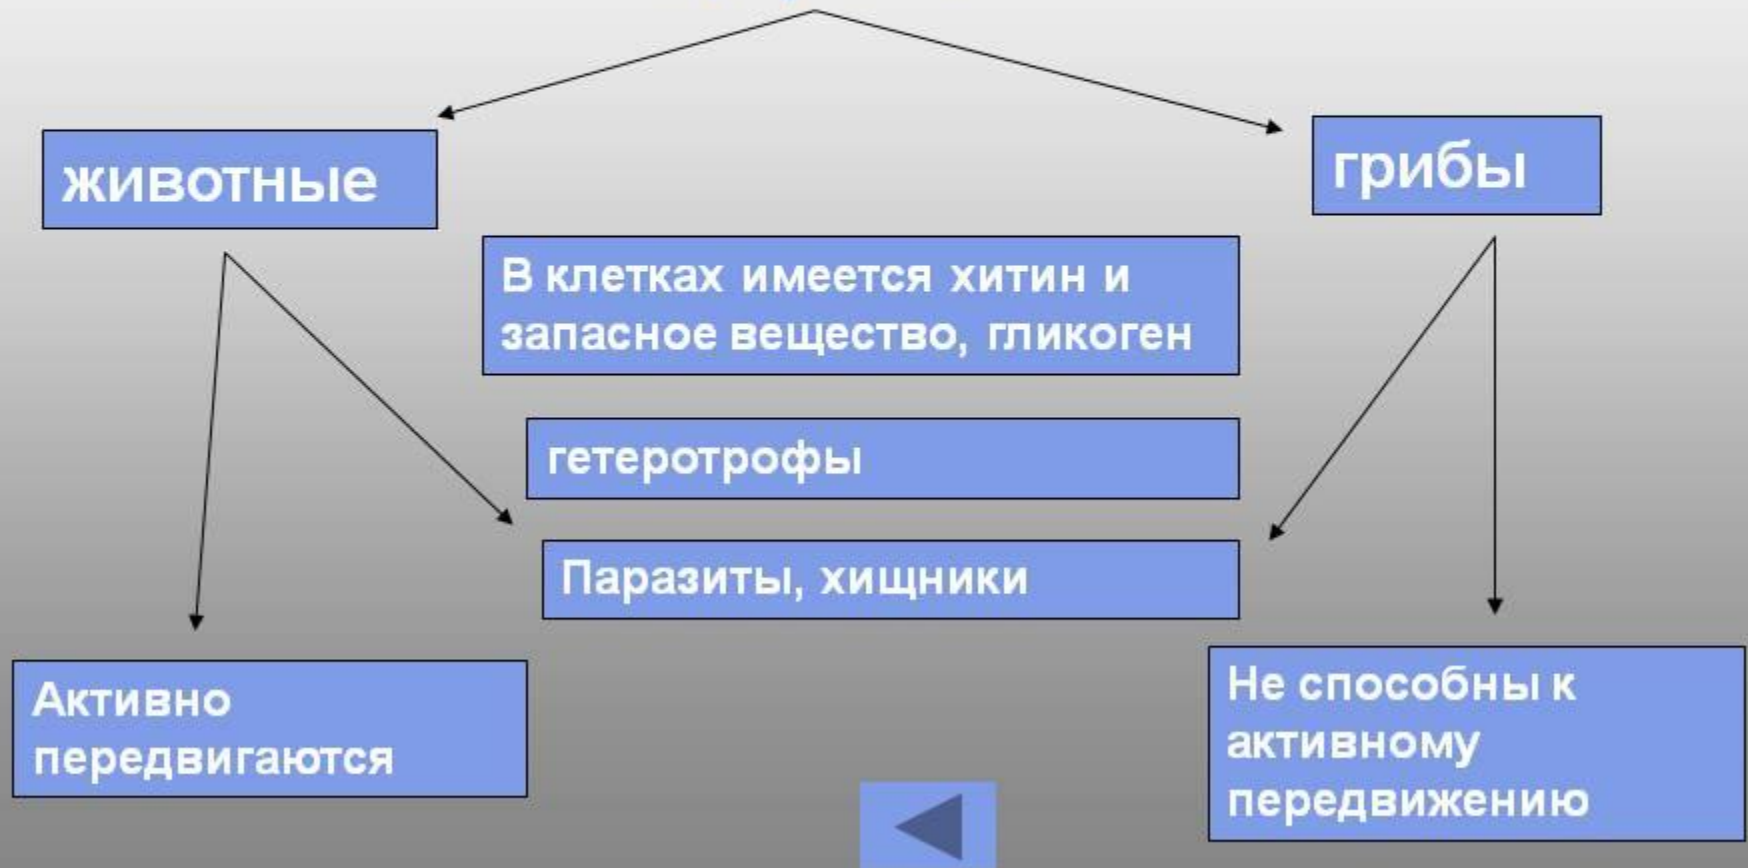 животные
грибы
В клетках имеется хитин и
запасное вещество, гликоген
гетеротрофы
Паразиты, хищники
Активно
передвигаются
Не способны к
активному
передвижению